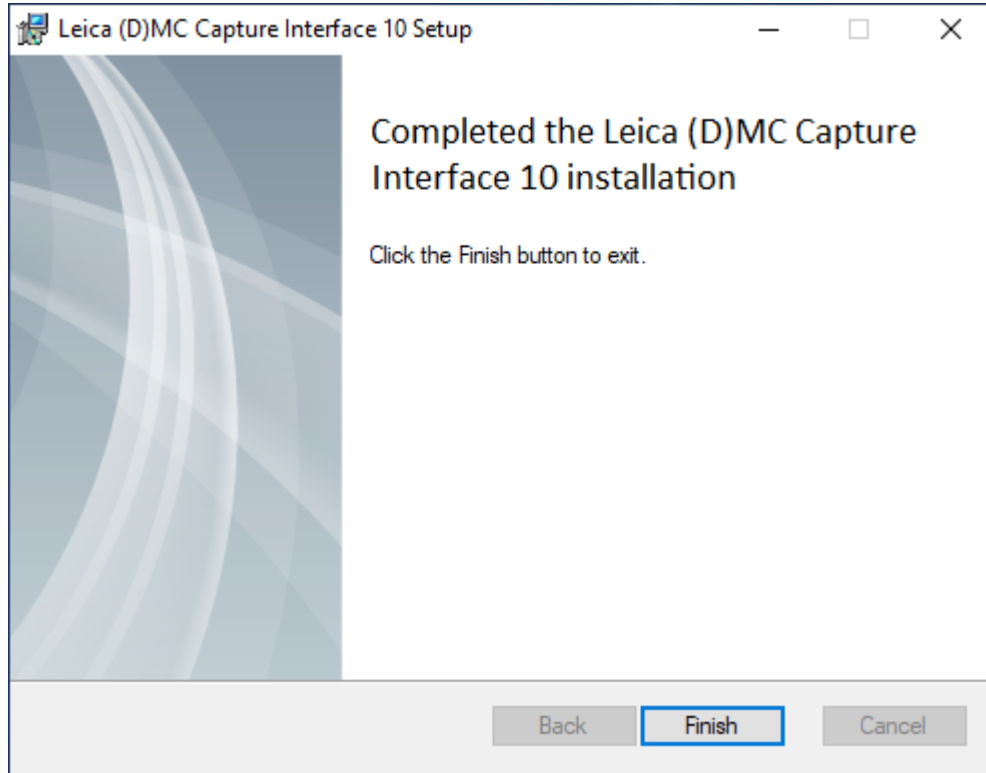 Leica (D)MC Capture Interface 10 Setup
Completed the Leica (D)MC Capture
Interface 10 installation
Click the Finish button to exit.
Back Finish Cancel